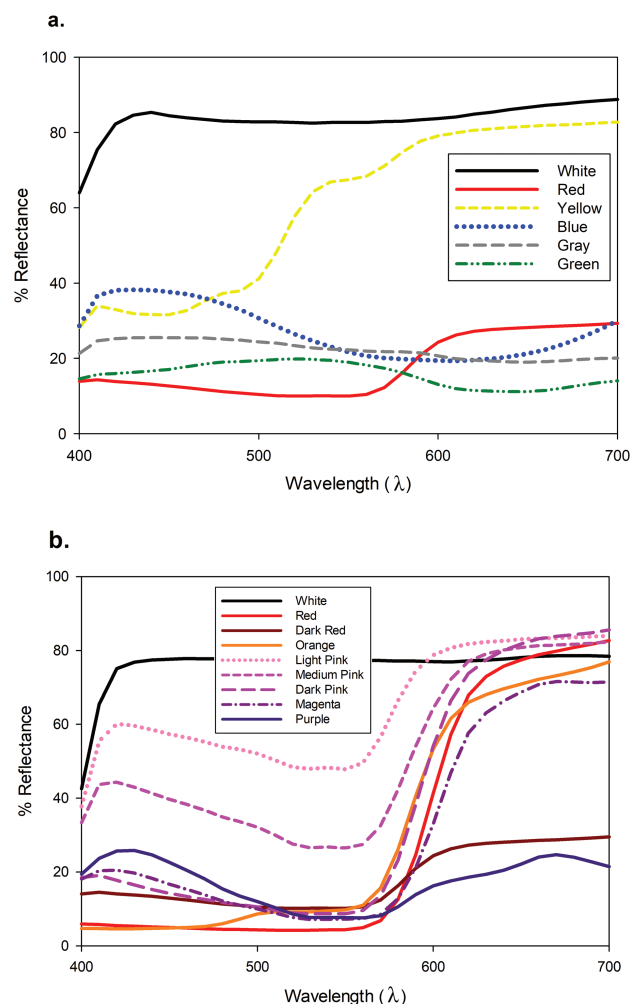 a.
100
80
60
40
20
0
% Reflectance
White
Red
Yellow
Blue
Gray
Green
400 500 600 700
Wavelength (λ)
b.
100
80
60
40
20
0
% Reflectance
White
Red
Dark Red
Orange
Light Pink
Medium Pink
Dark Pink
Magenta
Purple
400 500 600 700
Wavelength (λ)